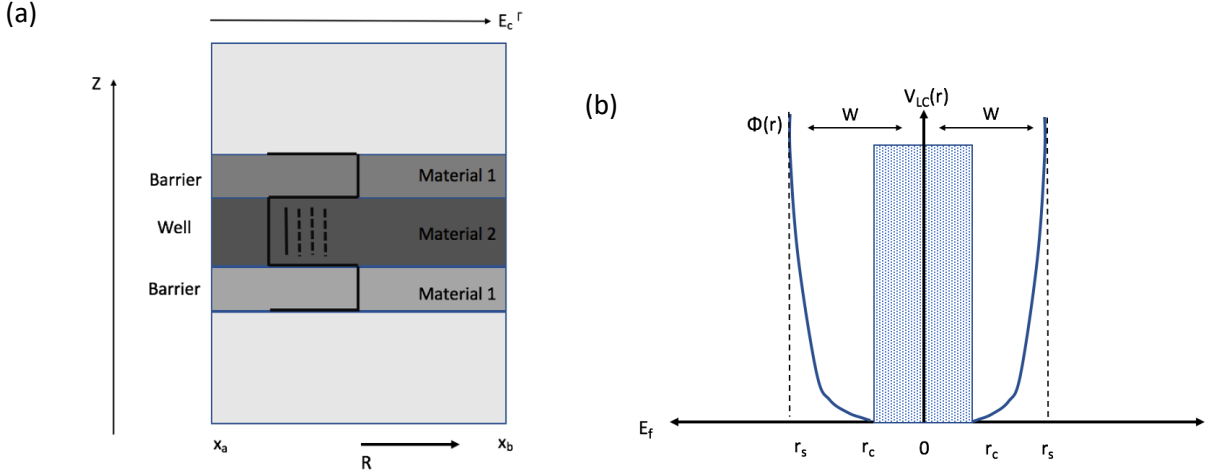 (a)
E_c^Γ
Z
Barrier
Material 1
Well
Material 2
Barrier
Material 1
x_a
x_b
R
(b)
V_LC(r)
Φ(r)
W
W
E_f
r_s
r_c
0
r_c
r_s